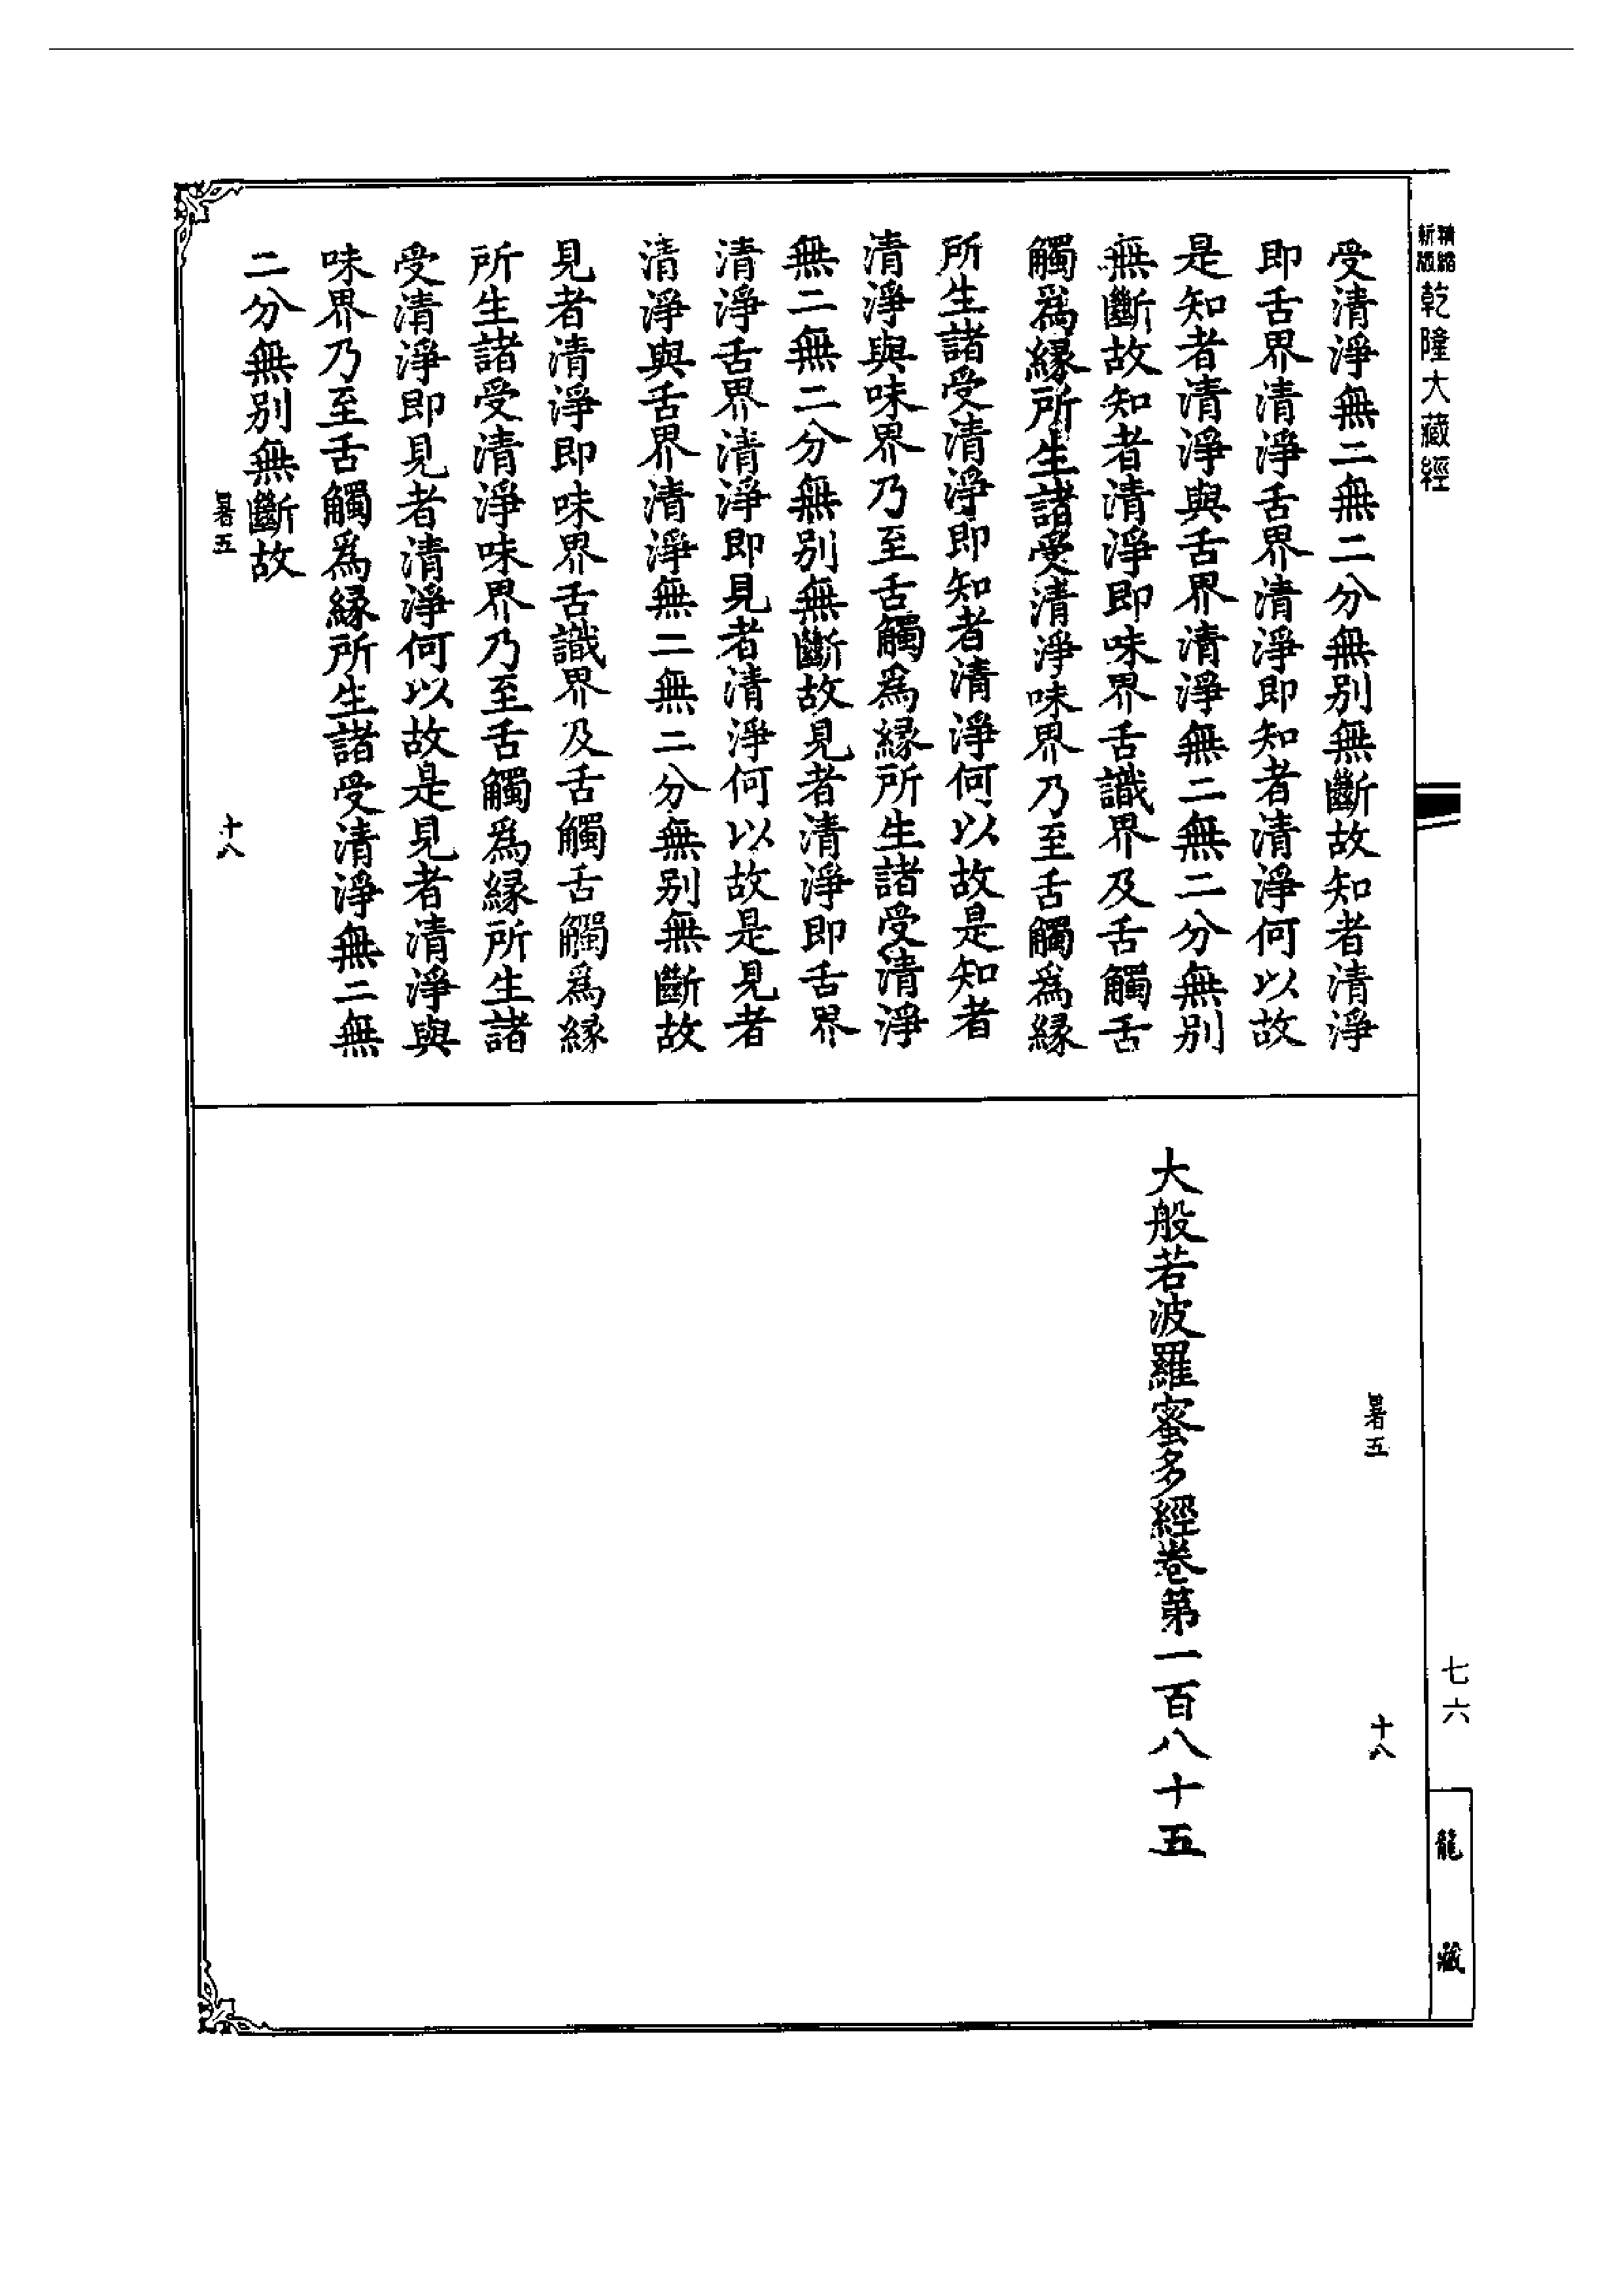 精縮新版乾隆大藏經
受清淨無二無二分無別無斷故知者清淨
即舌界清淨舌界清淨即知者清淨何以故
是知者清淨與舌界清淨無二無二分無別
無斷故知者清淨即味界舌識界及舌觸舌
觸爲緣所生諸受清淨味界乃至舌觸爲緣
所生諸受清淨即知者清淨何以故是知者
清淨與味界乃至舌觸爲緣所生諸受清淨
無二無二分無別無斷故見者清淨即舌界
清淨舌界清淨即見者清淨何以故是見者
清淨與舌界清淨無二無二分無別無斷故
見者清淨即味界舌識界及舌觸舌觸爲緣
所生諸受清淨味界乃至舌觸爲緣所生諸
受清淨即見者清淨何以故是見者清淨與
味界乃至舌觸爲緣所生諸受清淨無二無
二分無別無斷故
暑五 十八
暑五 十八
大般若波羅蜜多經卷第一百八十五
七六
龍藏